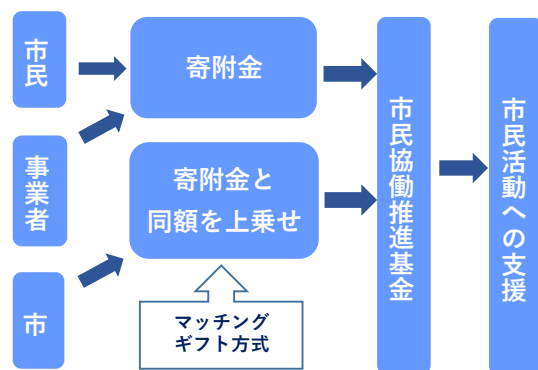 市民
事業者
市
寄附金
寄附金と
同額を上乗せ
マッチング
ギフト方式
市民協働推進基金
市民活動への支援